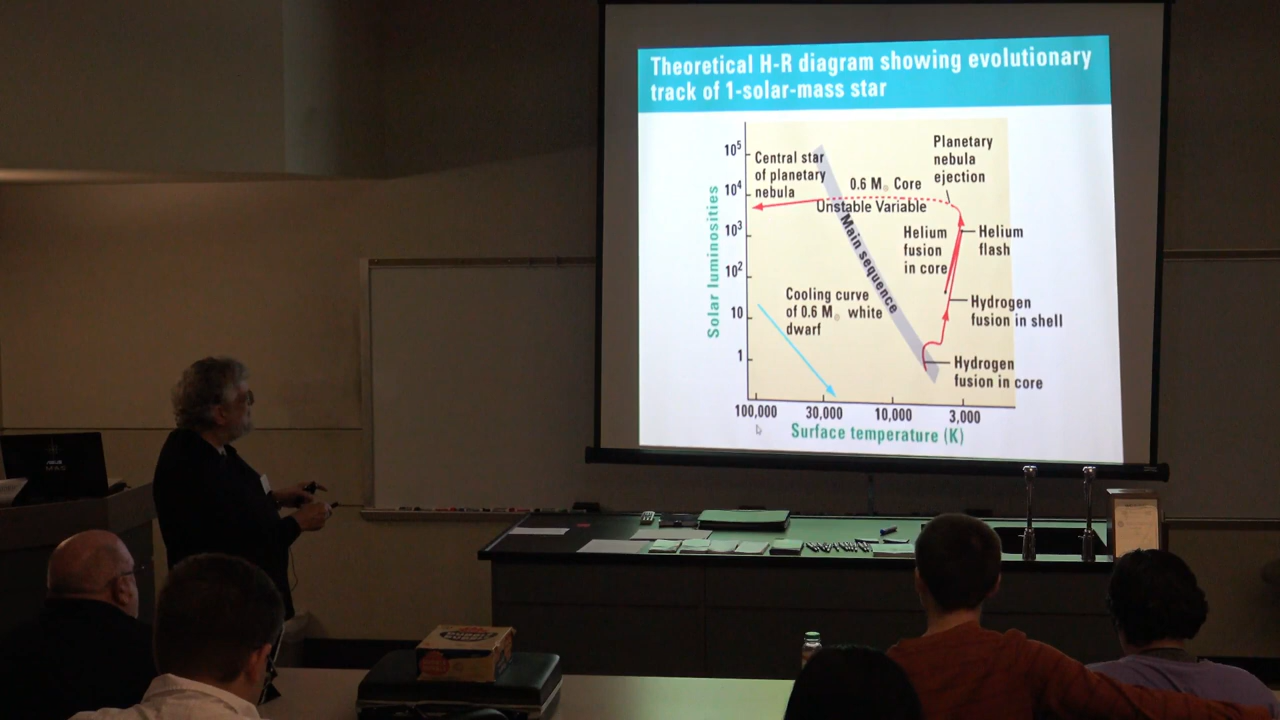 Theoretical H-R diagram showing evolutionary
track of 1-solar-mass star
10⁵
10⁴
10³
10²
10
1
Solar luminosities
Central star
of planetary
nebula
0.6 M Core
Unstable Variable
Planetary
nebula
ejection
Main sequence
Helium
fusion
in core
Helium
flash
Cooling curve
of 0.6 M white
dwarf
Hydrogen
fusion in shell
Hydrogen
fusion in core
100,000
30,000
10,000
3,000
Surface temperature (K)
ASUS